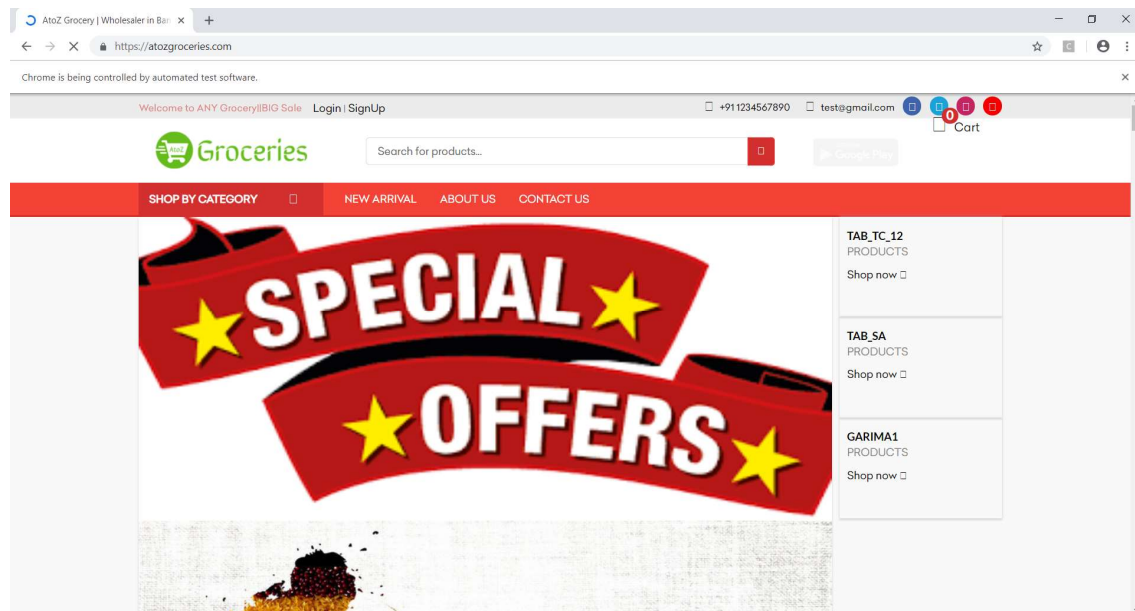 AtoZ Grocery | Wholesaler in Ban
https://atozgroceries.com
Chrome is being controlled by automated test software.
Welcome to ANY Grocery||BIG Sale Login | SignUp +911234567890 test@gmail.com
0
Cart
AtoZ Groceries
Search for products...
Google Play
SHOP BY CATEGORY NEW ARRIVAL ABOUT US CONTACT US
SPECIAL
OFFERS
TAB_TC_12
PRODUCTS
Shop now
TAB_SA
PRODUCTS
Shop now
GARIMA1
PRODUCTS
Shop now